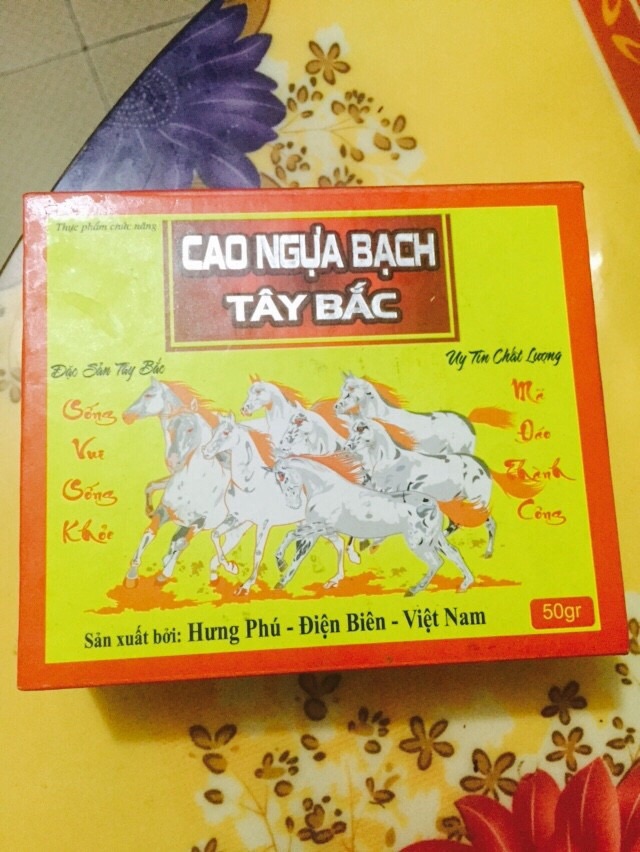 Thực phẩm chức năng
CAO NGỰA BẠCH
TÂY BẮC
Đặc Sản Tây Bắc
Uy Tín Chất Lượng
Sống
Vui
Sống
Khỏe
Mã
Đáo
Thành
Công
Sản xuất bởi: Hưng Phú - Điện Biên - Việt Nam
50gr